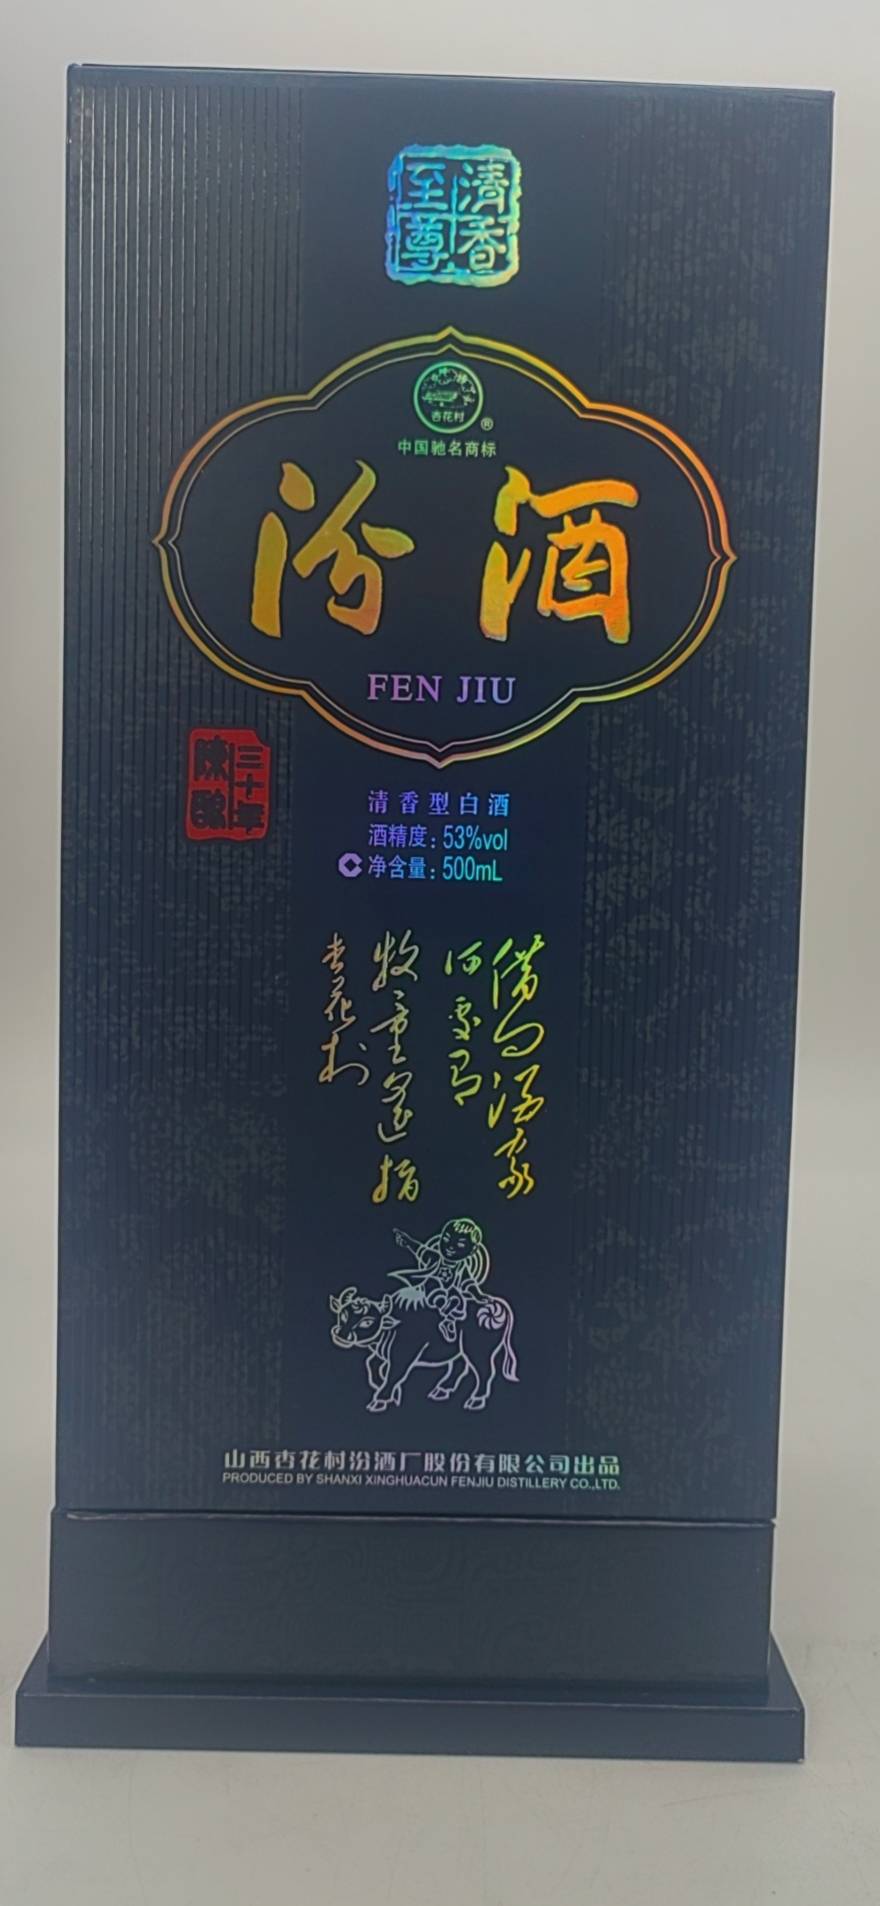 清香
至尊
杏花村
®
中国驰名商标
汾酒
FEN JIU
三十年
陳釀
清香型白酒
酒精度：53%vol
净含量：500mL
借问酒家
何处有
牧童遥指
杏花村
山西杏花村汾酒厂股份有限公司出品
PRODUCED BY SHANXI XINGHUACUN FENJIU DISTILLERY CO.,LTD.